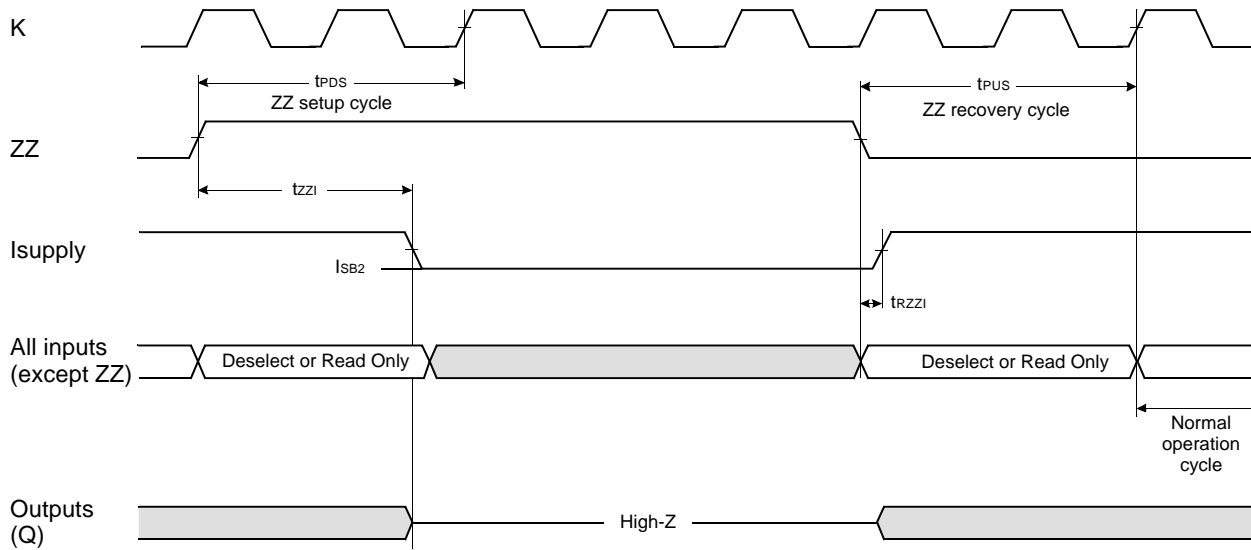 K
tPDS
ZZ setup cycle
tPUS
ZZ recovery cycle
ZZ
tZZI
Isupply
ISB2
tRZZI
All inputs
(except ZZ)
Deselect or Read Only
Deselect or Read Only
Normal
operation
cycle
Outputs
(Q)
High-Z